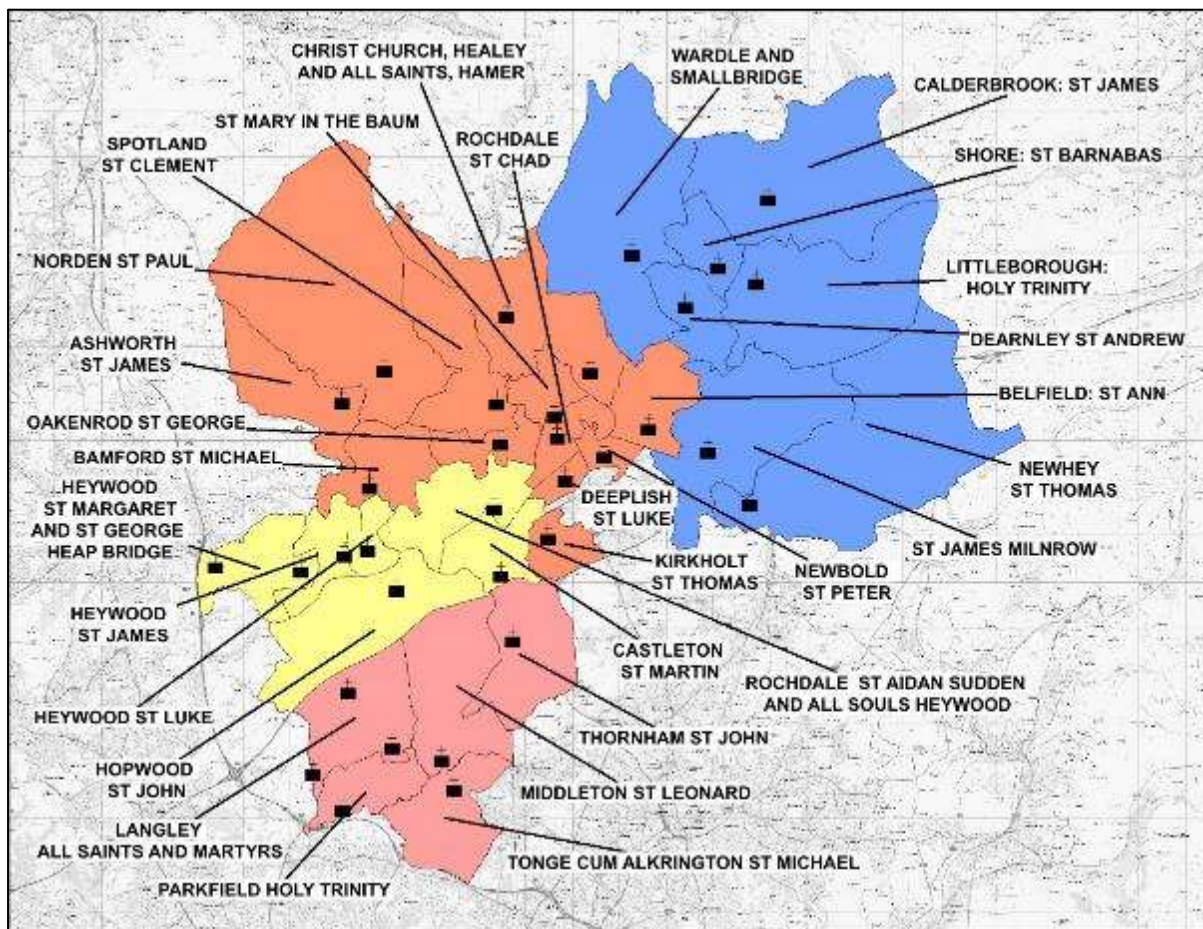 CHRIST CHURCH, HEALEY
AND ALL SAINTS, HAMER
WARDLE AND
SMALLBRIDGE
CALDERBROOK: ST JAMES
ST MARY IN THE BAUM
ROCHDALE
ST CHAD
SPOTLAND
ST CLEMENT
SHORE: ST BARNABAS
NORDEN ST PAUL
LITTLEBOROUGH:
HOLY TRINITY
DEARNLEY ST ANDREW
ASHWORTH
ST JAMES
BELFIELD: ST ANN
OAKENROD ST GEORGE
BAMFORD ST MICHAEL
NEWHEY
ST THOMAS
HEYWOOD
ST MARGARET
AND ST GEORGE
HEAP BRIDGE
DEEPLISH
ST LUKE
ST JAMES MILNROW
KIRKHOLT
ST THOMAS
NEWBOLD
ST PETER
HEYWOOD
ST JAMES
CASTLETON
ST MARTIN
ROCHDALE ST AIDAN SUDDEN
AND ALL SOULS HEYWOOD
HEYWOOD ST LUKE
THORNHAM ST JOHN
HOPWOOD
ST JOHN
MIDDLETON ST LEONARD
LANGLEY
ALL SAINTS AND MARTYRS
TONGE CUM ALKRINGTON ST MICHAEL
PARKFIELD HOLY TRINITY